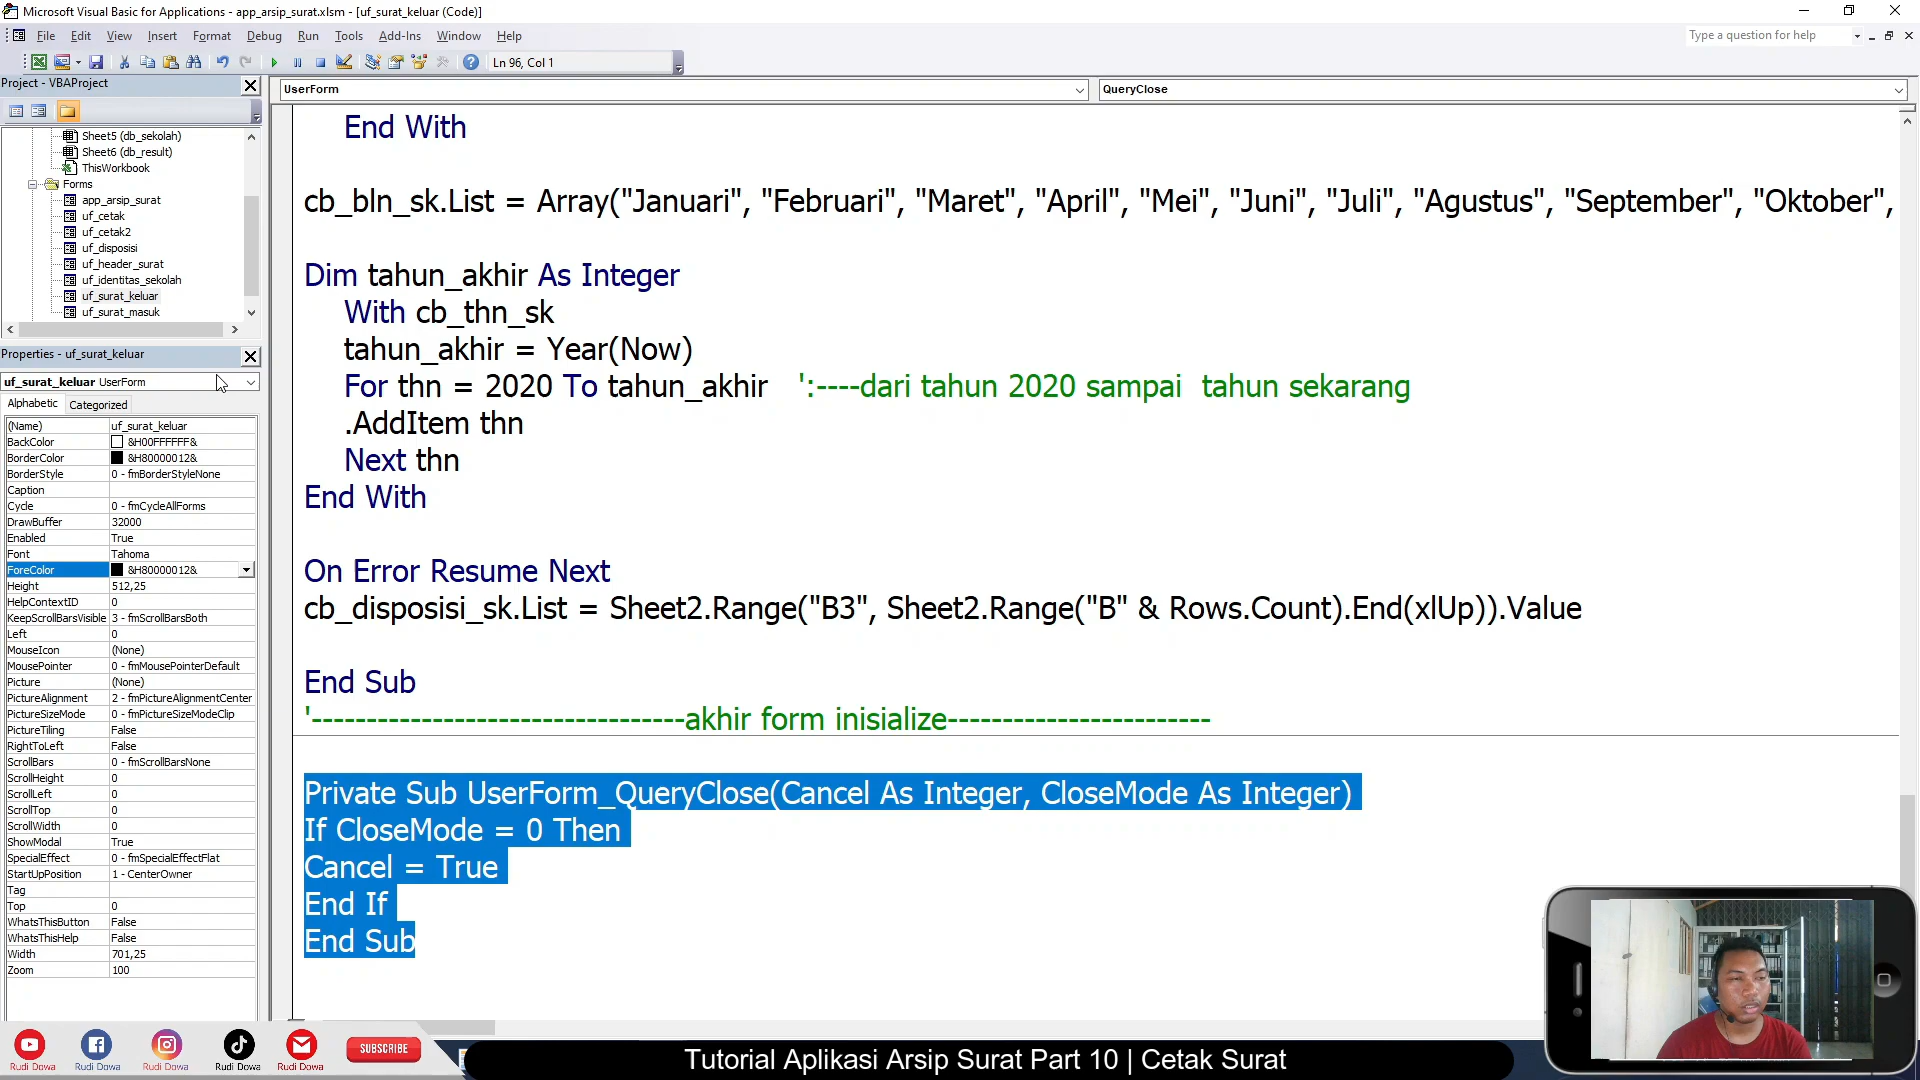 Microsoft Visual Basic for Applications - app_arsip_surat.xlsm - [uf_surat_keluar (Code)]
File Edit View Insert Format Debug Run Tools Add-Ins Window Help
Type a question for help
Ln 96, Col 1
Project - VBAProject
UserForm
QueryClose
Sheet5 (db_sekolah)
Sheet6 (db_result)
ThisWorkbook
Forms
app_arsip_surat
uf_cetak
uf_cetak2
uf_disposisi
uf_header_surat
uf_identitas_sekolah
uf_surat_keluar
uf_surat_masuk
Properties - uf_surat_keluar
uf_surat_keluar UserForm
Alphabetic Categorized
(Name) uf_surat_keluar
BackColor &H00FFFFFF&
BorderColor &H80000012&
BorderStyle 0 - fmBorderStyleNone
Caption
Cycle 0 - fmCycleAllForms
DrawBuffer 32000
Enabled True
Font Tahoma
ForeColor &H80000012&
Height 512,25
HelpContextID 0
KeepScrollBarsVisible 3 - fmScrollBarsBoth
Left 0
MouseIcon (None)
MousePointer 0 - fmMousePointerDefault
Picture (None)
PictureAlignment 2 - fmPictureAlignmentCenter
PictureSizeMode 0 - fmPictureSizeModeClip
PictureTiling False
RightToLeft False
ScrollBars 0 - fmScrollBarsNone
ScrollHeight 0
ScrollLeft 0
ScrollTop 0
ScrollWidth 0
ShowModal True
SpecialEffect 0 - fmSpecialEffectFlat
StartUpPosition 1 - CenterOwner
Tag
Top 0
WhatsThisButton False
WhatsThisHelp False
Width 701,25
Zoom 100
End With
cb_bln_sk.List = Array("Januari", "Februari", "Maret", "April", "Mei", "Juni", "Juli", "Agustus", "September", "Oktober",
Dim tahun_akhir As Integer
With cb_thn_sk
tahun_akhir = Year(Now)
For thn = 2020 To tahun_akhir ':----dari tahun 2020 sampai tahun sekarang
.AddItem thn
Next thn
End With
On Error Resume Next
cb_disposisi_sk.List = Sheet2.Range("B3", Sheet2.Range("B" & Rows.Count).End(xlUp)).Value
End Sub
'----------------------------------akhir form inisialize------------------------
Private Sub UserForm_QueryClose(Cancel As Integer, CloseMode As Integer)
If CloseMode = 0 Then
Cancel = True
End If
End Sub
Rudi Dowa Rudi Dowa Rudi Dowa Rudi Dowa Rudi Dowa
SUBSCRIBE
Tutorial Aplikasi Arsip Surat Part 10 | Cetak Surat